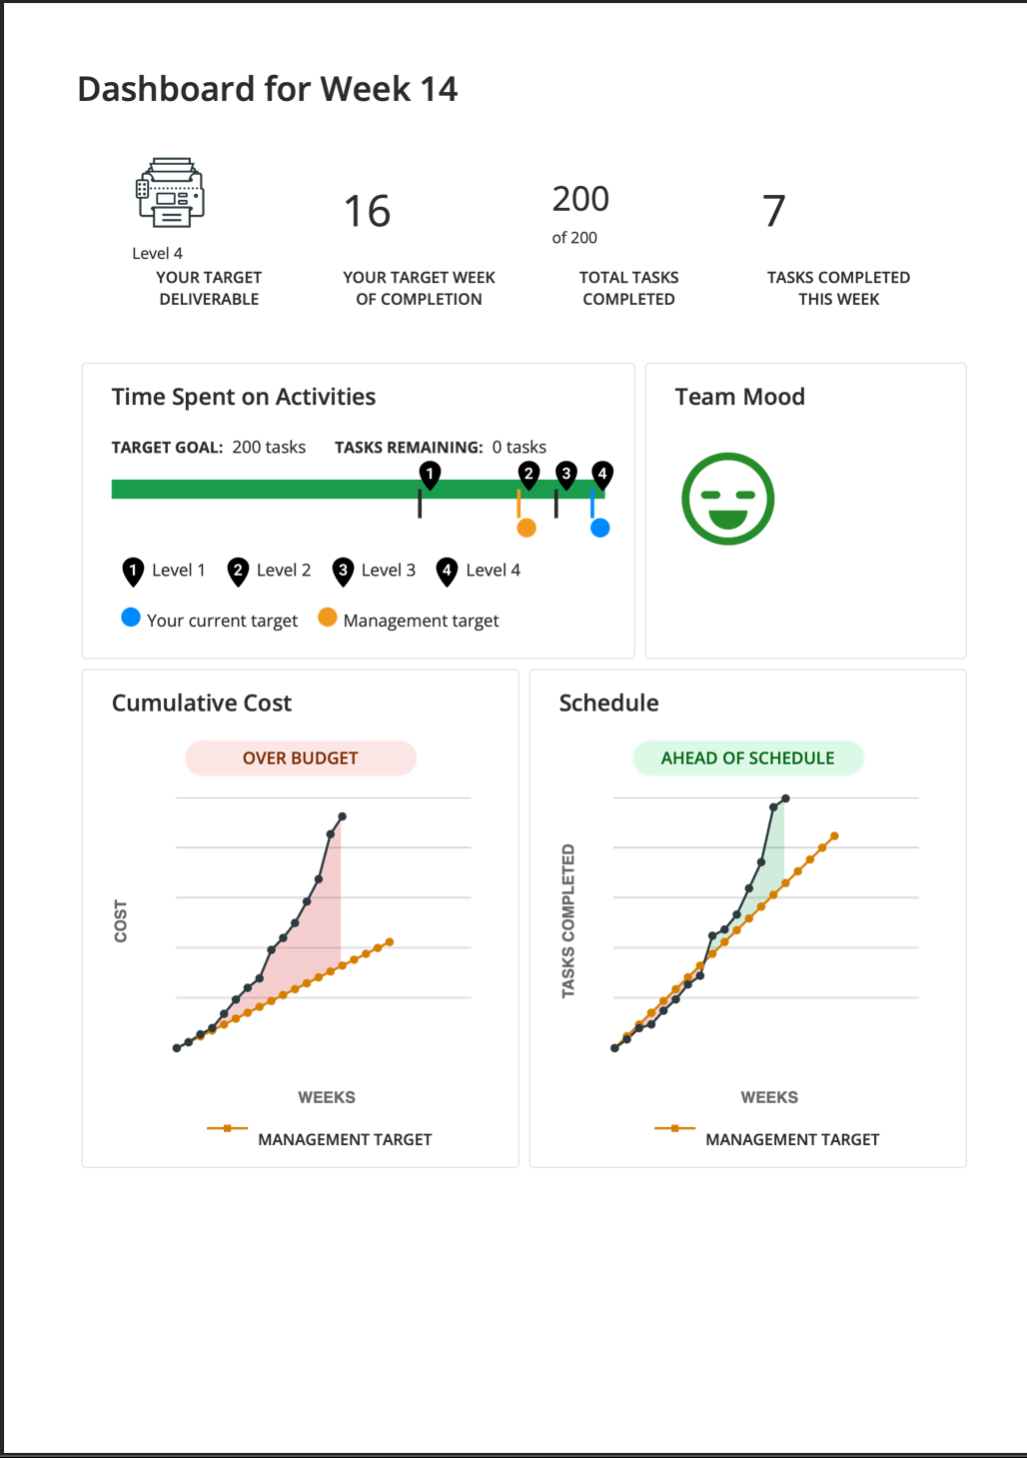 Dashboard for Week 14
Level 4
YOUR TARGET
DELIVERABLE
16
YOUR TARGET WEEK
OF COMPLETION
200
of 200
TOTAL TASKS
COMPLETED
7
TASKS COMPLETED
THIS WEEK
Time Spent on Activities
TARGET GOAL: 200 tasks TASKS REMAINING: 0 tasks
1 2 3 4
1 Level 1 2 Level 2 3 Level 3 4 Level 4
Your current target Management target
Team Mood
Cumulative Cost
OVER BUDGET
COST
WEEKS
MANAGEMENT TARGET
Schedule
AHEAD OF SCHEDULE
TASKS COMPLETED
WEEKS
MANAGEMENT TARGET